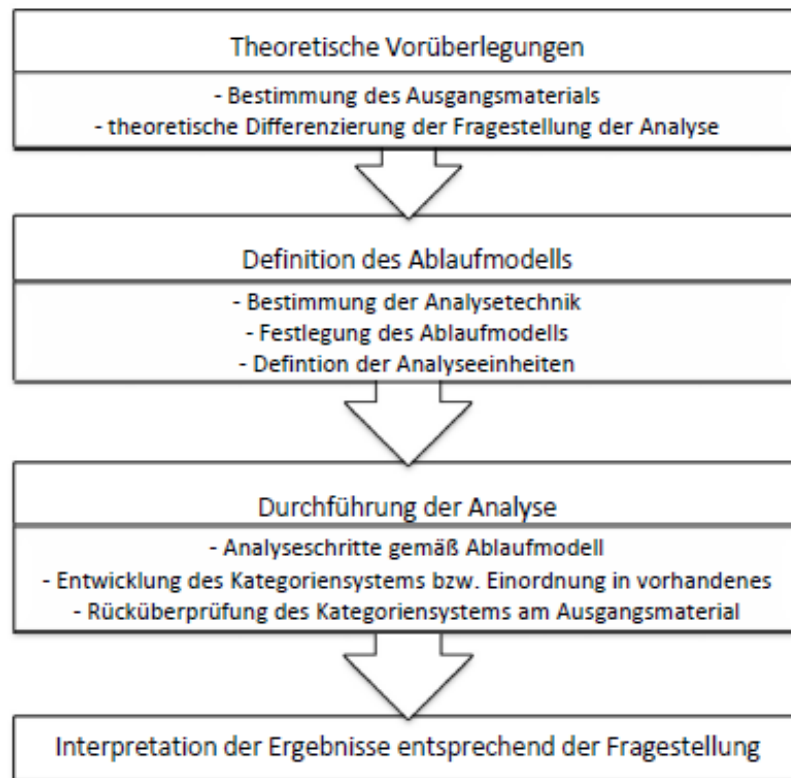 Theoretische Vorüberlegungen
- Bestimmung des Ausgangsmaterials
- theoretische Differenzierung der Fragestellung der Analyse
Definition des Ablaufmodells
- Bestimmung der Analysetechnik
- Festlegung des Ablaufmodells
- Defintion der Analyseeinheiten
Durchführung der Analyse
- Analyseschritte gemäß Ablaufmodell
- Entwicklung des Kategoriensystems bzw. Einordnung in vorhandenes
- Rücküberprüfung des Kategoriensystems am Ausgangsmaterial
Interpretation der Ergebnisse entsprechend der Fragestellung